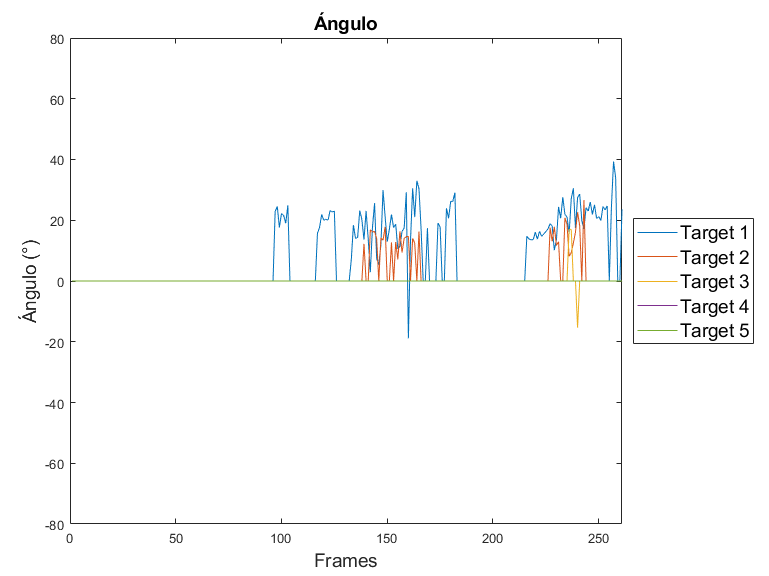 Ángulo
80
60
40
20
0
-20
-40
-60
-80
Ángulo (°)
0 50 100 150 200 250
Frames
Target 1
Target 2
Target 3
Target 4
Target 5